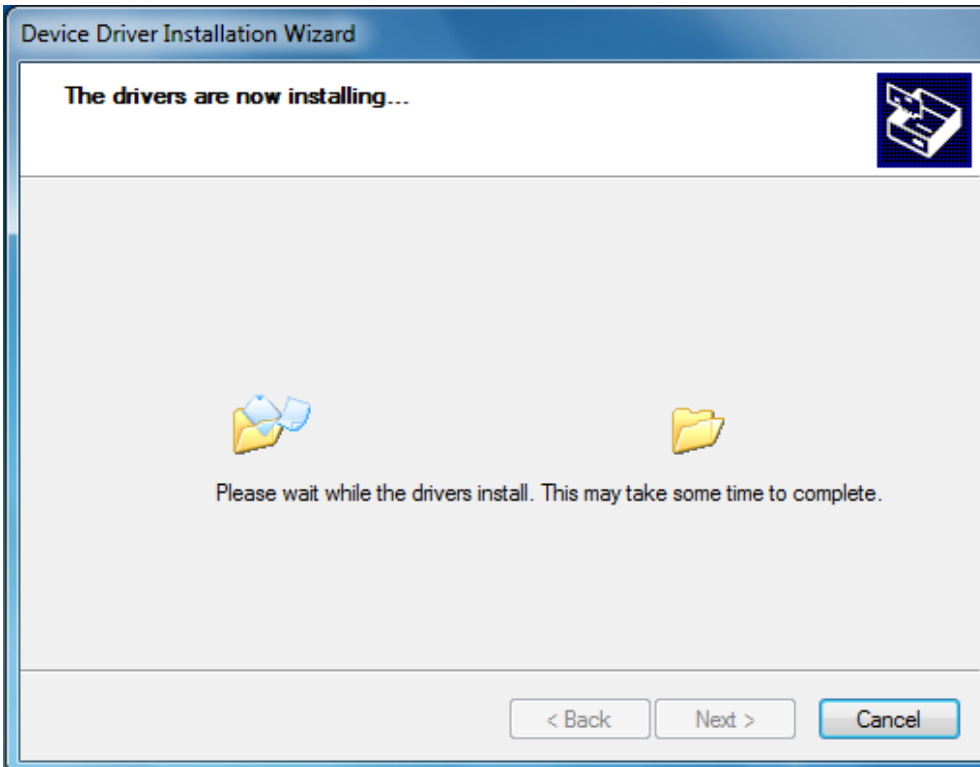 Device Driver Installation Wizard
The drivers are now installing...
Please wait while the drivers install. This may take some time to complete.
< Back
Next >
Cancel